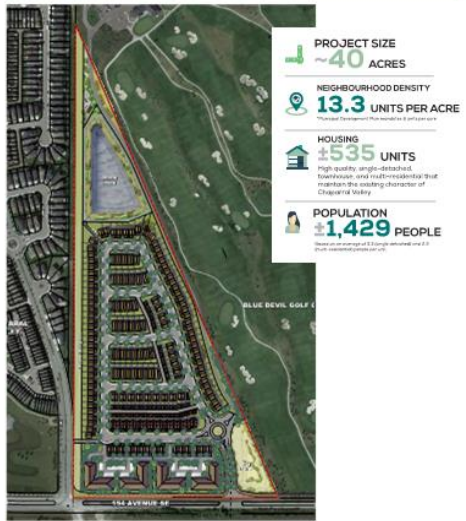 PROJECT SIZE
~40 ACRES
NEIGHBOURHOOD DENSITY
13.3 UNITS PER ACRE
HOUSING
±535 UNITS
High quality, single-detached,
townhouse, and multi-residential that
maintain the existing character of
Chaparral Valley
POPULATION
±1,429 PEOPLE
BLUE DEVIL GOLF C
194 AVENUE SE